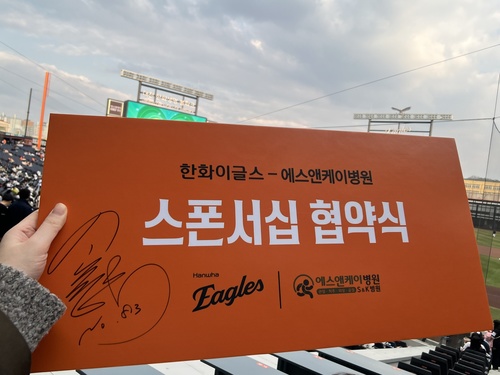 한화이글스 - 에스앤케이병원
스폰서십 협약식
Hanwha
Eagles
에스앤케이병원
S&K병원
No.